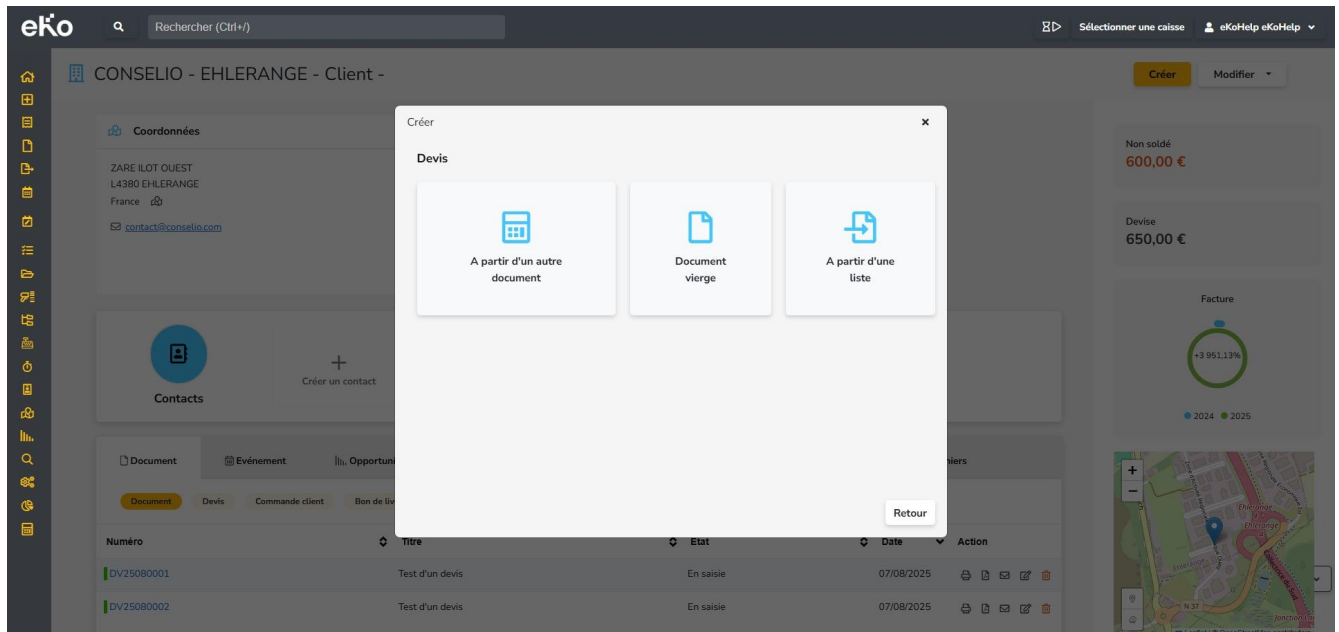 eKo
Rechercher (Ctrl+/)
Sélectionner une caisse
eKoHelp eKoHelp
CONSELIO - EHLERANGE - Client -
Créer
Modifier
Coordonnées
ZARE ILOT OUEST
L4380 EHLERANGE
France
contact@conselio.com
Créer
Devis
A partir d'un autre
document
Document
vierge
A partir d'une
liste
Retour
Non soldé
600,00 €
Devise
650,00 €
Facture
+3 951,13%
2024 2025
Contacts
Créer un contact
Document Evénement Opportuni
iers
Document Devis Commande client Bon de liv
Numéro Titre Etat Date Action
DV25080001 Test d'un devis En saisie 07/08/2025
DV25080002 Test d'un devis En saisie 07/08/2025
+
−
Ehlerange
Ehlerange
N 37